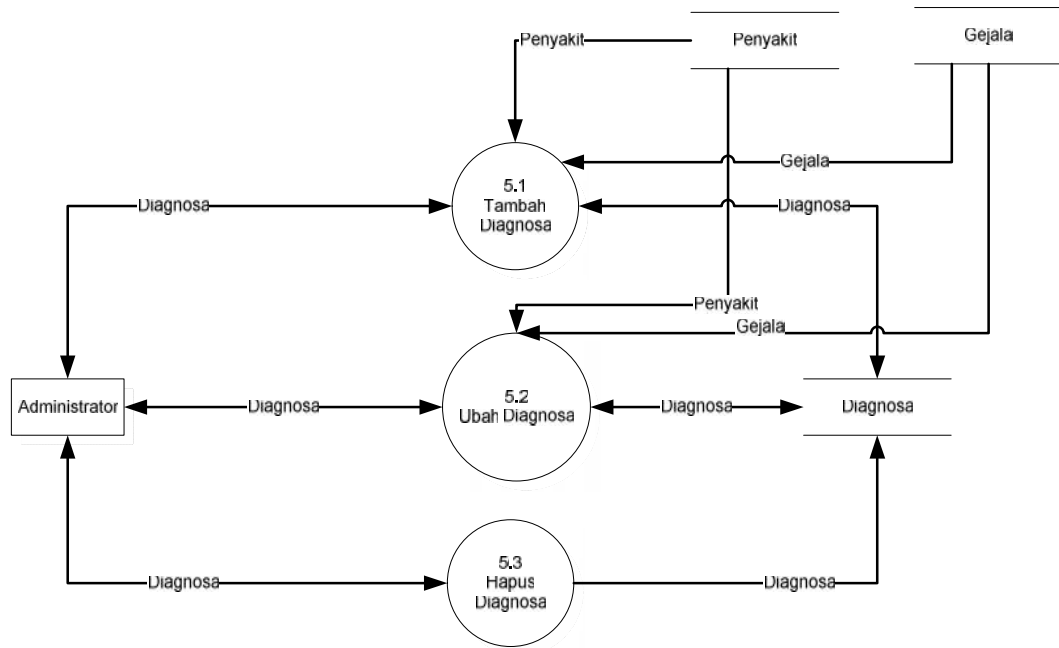 Penyakit
Penyakit
Gejala
Gejala
5.1
Tambah
Diagnosa
Diagnosa
Diagnosa
Penyakit
Gejala
Administrator
Diagnosa
5.2
Ubah Diagnosa
Diagnosa
Diagnosa
5.3
Hapus
Diagnosa
Diagnosa
Diagnosa